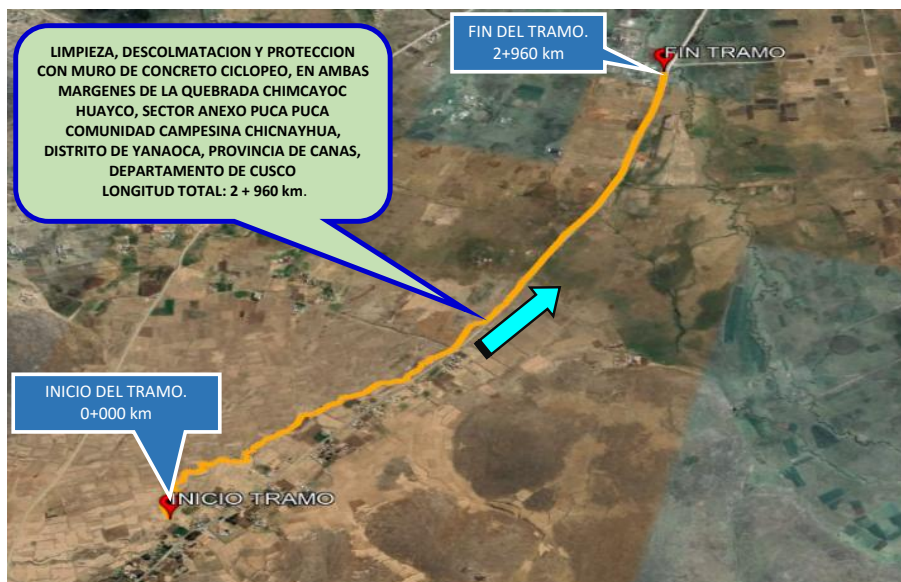 LIMPIEZA, DESCOLMATACION Y PROTECCION
CON MURO DE CONCRETO CICLOPEO, EN AMBAS
MARGENES DE LA QUEBRADA CHIMCAYOC
HUAYCO, SECTOR ANEXO PUCA PUCA
COMUNIDAD CAMPESINA CHICNAYHUA,
DISTRITO DE YANAOCA, PROVINCIA DE CANAS,
DEPARTAMENTO DE CUSCO
LONGITUD TOTAL: 2 + 960 km.
FIN DEL TRAMO.
2+960 km
FIN TRAMO
INICIO DEL TRAMO.
0+000 km
INICIO TRAMO